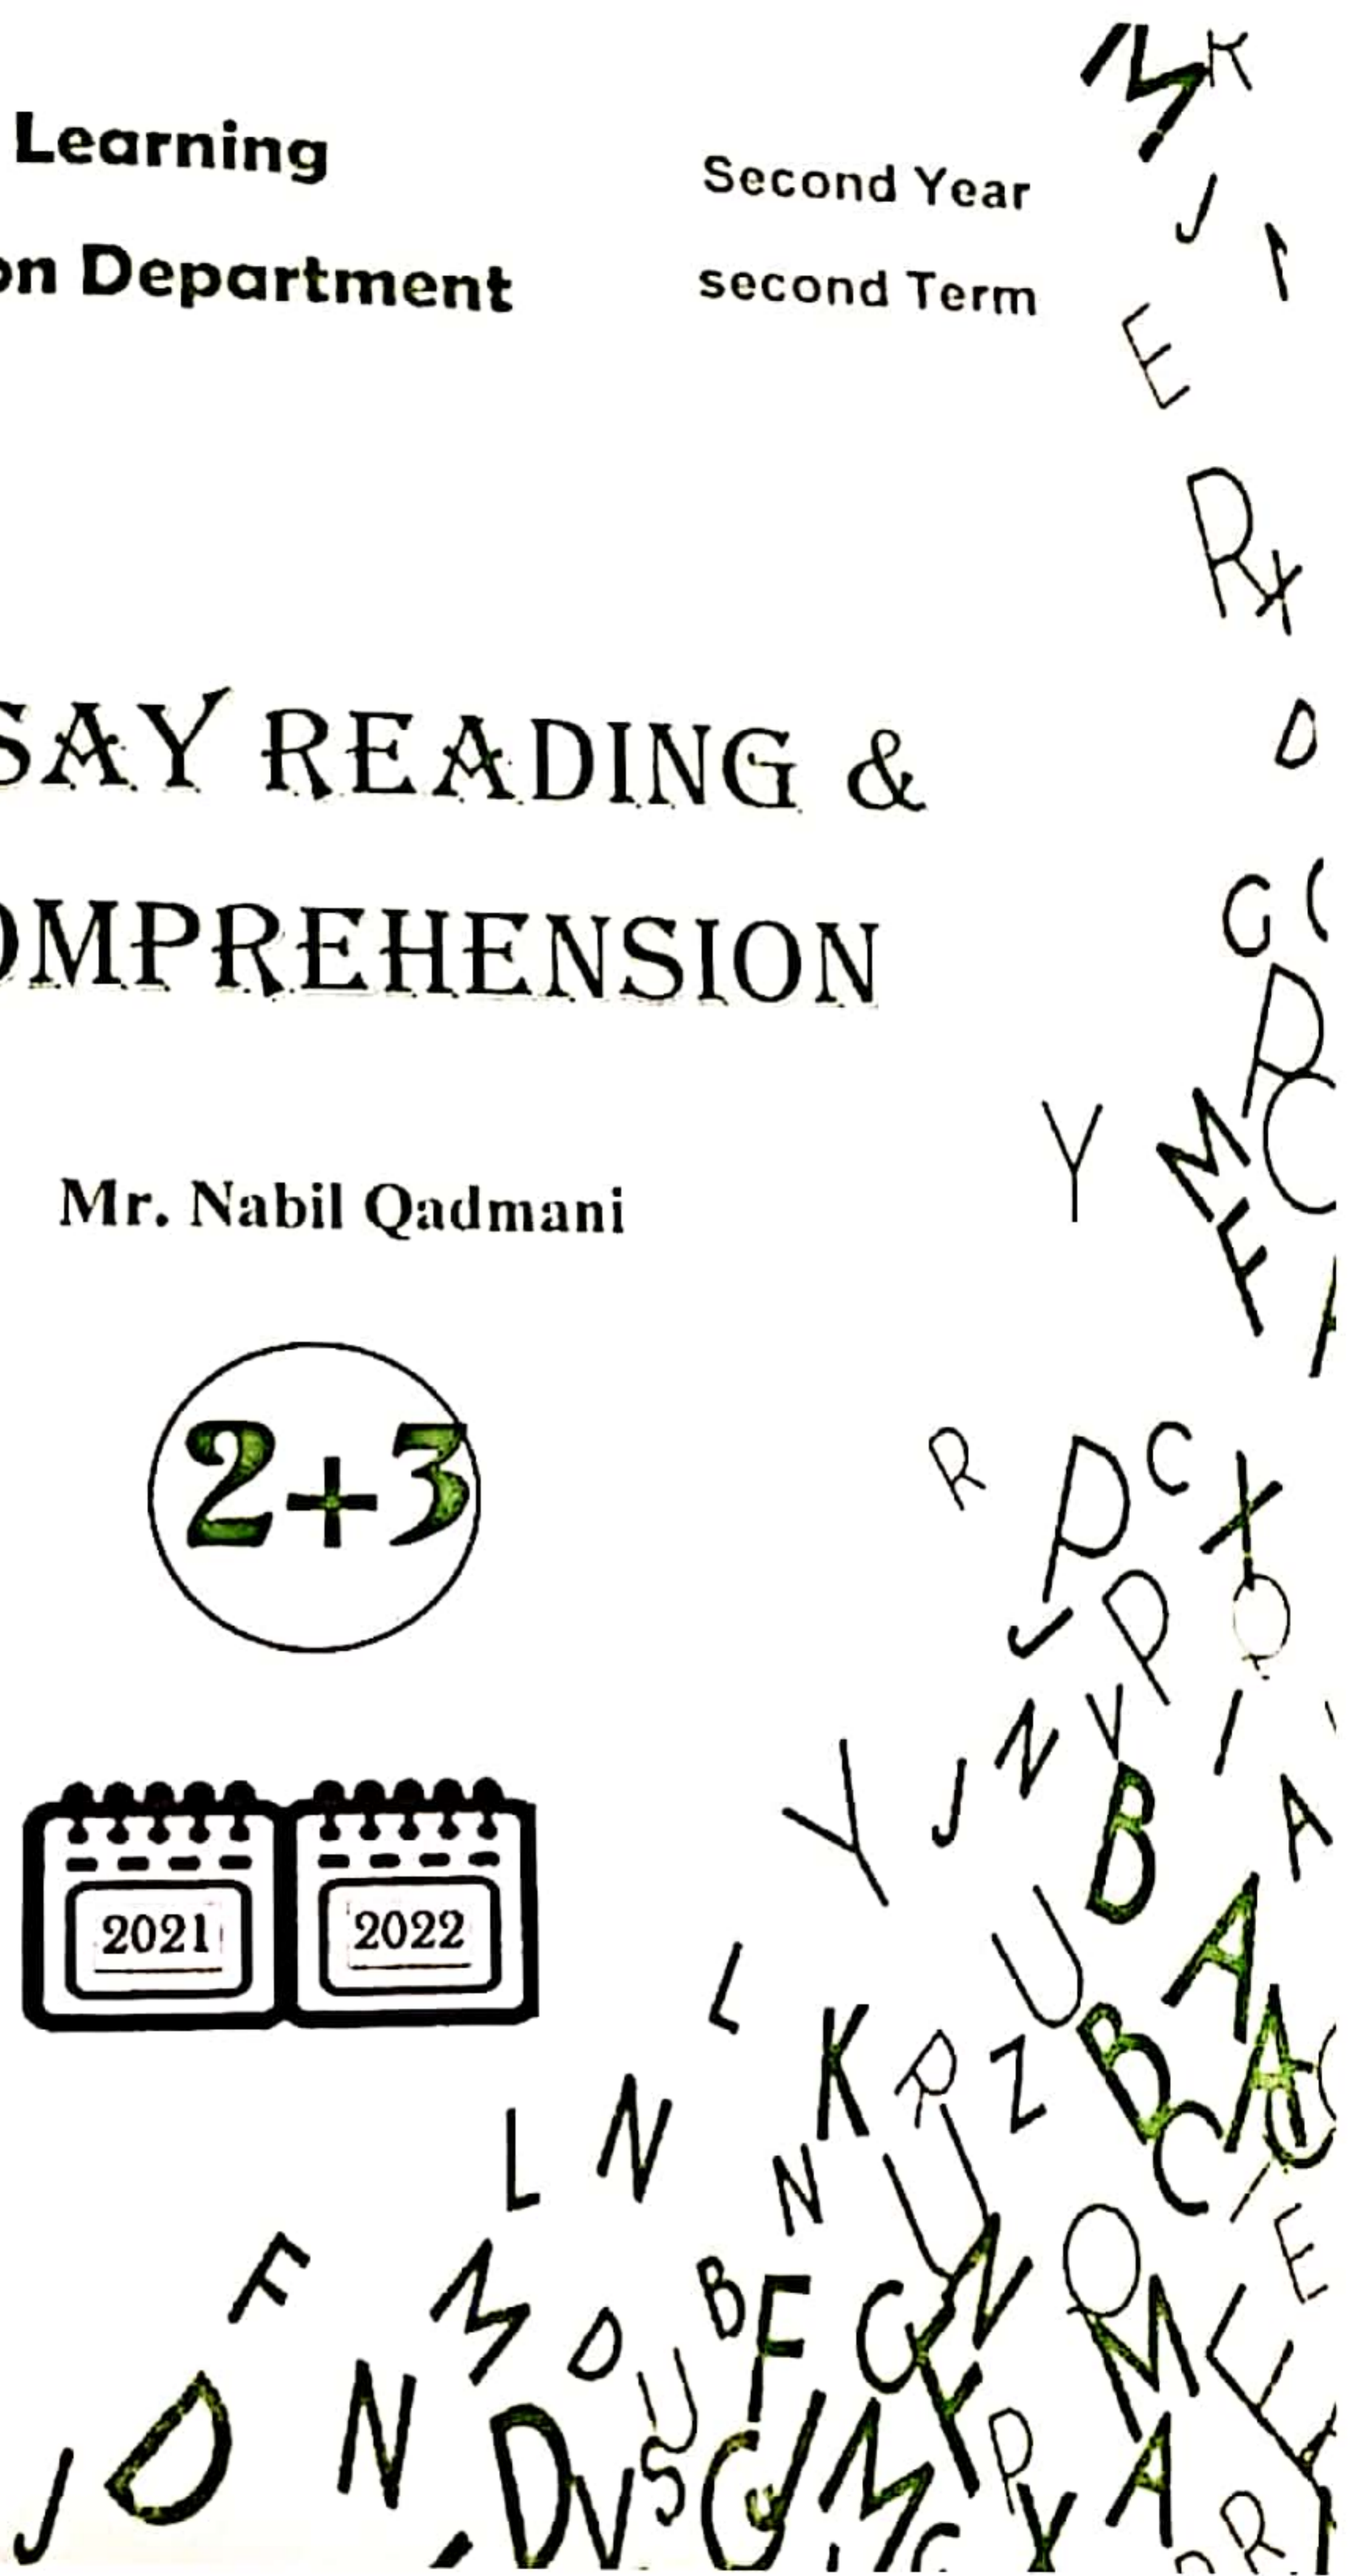 Learning
Second Year
on Department
second Term
SAY READING &
OMPREHENSION
Mr. Nabil Qadmani
2+3
2021
2022